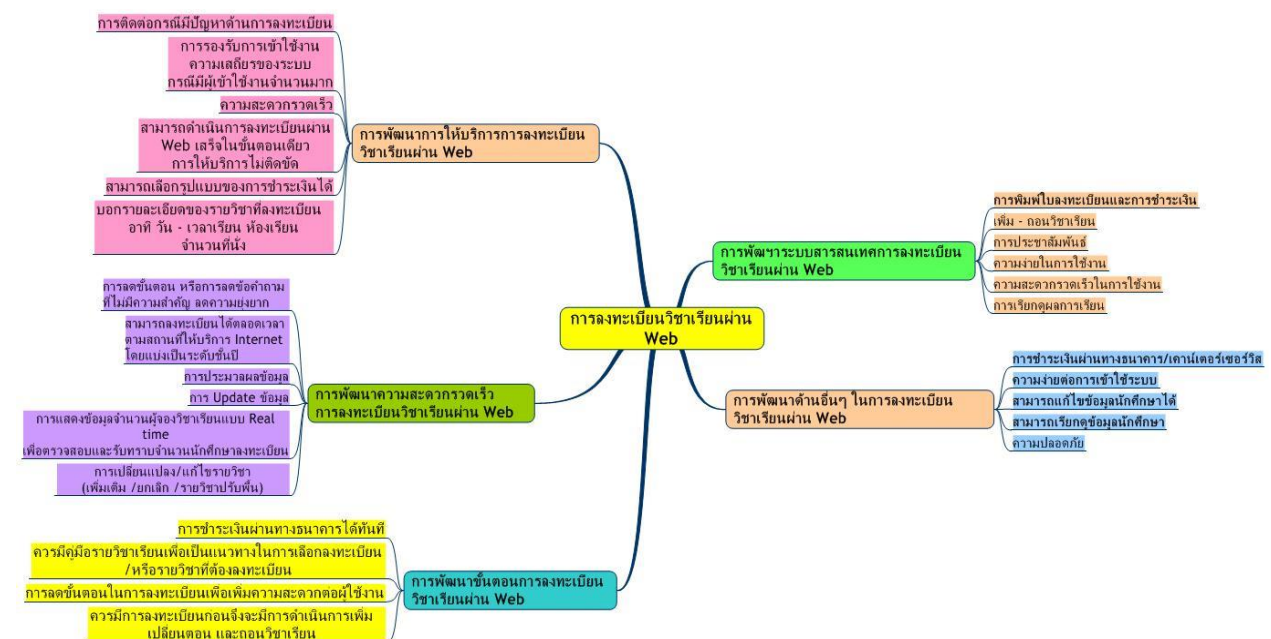 การติดต่อกรณีมีปัญหาด้านการลงทะเบียน
การรองรับการเข้าใช้งาน
ความเสถียรของระบบ
กรณีมีผู้เข้าใช้งานจำนวนมาก
ความสะดวกรวดเร็ว
สามารถดำเนินการลงทะเบียนผาน
Web เสร็จในขั้นตอนเดียว
การให้บริการไม่ติดขัด
สามารถเลือกรูปแบบของการชำระเงินได้
บอกรายละเอียดของรายวิชาที่ลงทะเบียน
อาทิ วัน - เวลาเรียน ห้องเรียน
จำนวนที่นั่ง
การพัฒนาการให้บริการการลงทะเบียน
วิชาเรียนผ่าน Web
การพัฒฯาระบบสารสนเทศการลงทะเบียน
วิชาเรียนผ่าน Web
การพิมพ์ใบลงทะเบียนและการชำระเงิน
เพิ่ม - ถอนวิชาเรียน
การประชาสัมพันธ์
ความง่ายในการใช้งาน
ความสะดวกรวดเร็วในการใช้งาน
การเรียกดูผลการเรียน
การลงทะเบียนวิชาเรียนผ่าน
Web
การลดขั้นตอน หรือการลดข้อคำถาม
ที่ไม่มีความสำคัญ ลดความยุ่งยาก
สามารถลงทะเบียนได้ตลอดเวลา
ตามสถานที่ให้บริการ Internet
โดยแบ่งเป็นระดับชั้นปี
การประมวลผลข้อมูล
การ Update ข้อมูล
การแสดงข้อมูลจำนวนผู้จองวิชาเรียนแบบ Real
time
เพื่อตรวจสอบและรับทราบจำนวนนักศึกษาลงทะเบียน
การเปลี่ยนแปลง/แก้ไขรายวิชา
(เพิ่มเติม /ยกเลิก /รายวิชาปรับพื้น)
การพัฒนาความสะดวกรวดเร็ว
การลงทะเบียนวิชาเรียนผ่าน Web
การพัฒนาด้านอื่นๆ ในการลงทะเบียน
วิชาเรียนผ่าน Web
การชำระเงินผ่านทางธนาคาร/เคาน์เตอร์เซอร์วิส
ความง่ายต่อการเข้าใช้ระบบ
สามารถแก้ไขข้อมูลนักศึกษาได้
สามารถเรียกดูข้อมูลนักศึกษา
ความปลอดภัย
การชำระเงินผ่านทางธนาคารได้ทันที
ควรมีคู่มือรายวิชาเรียนเพื่อเป็นแนวทางในการเลือกลงทะเบียน
/หรือรายวิชาที่ต้องลงทะเบียน
การลดขั้นตอนในการลงทะเบียนเพื่อเพิ่มความสะดวกตอผู้ใช้งาน
ควรมีการลงทะเบียนก่อนจึงจะมีการดำเนินการเพิ่ม
เปลี่ยนตอน และถอนวิชาเรียน
การพัฒนาขั้นตอนการลงทะเบียน
วิชาเรียนผ่าน Web